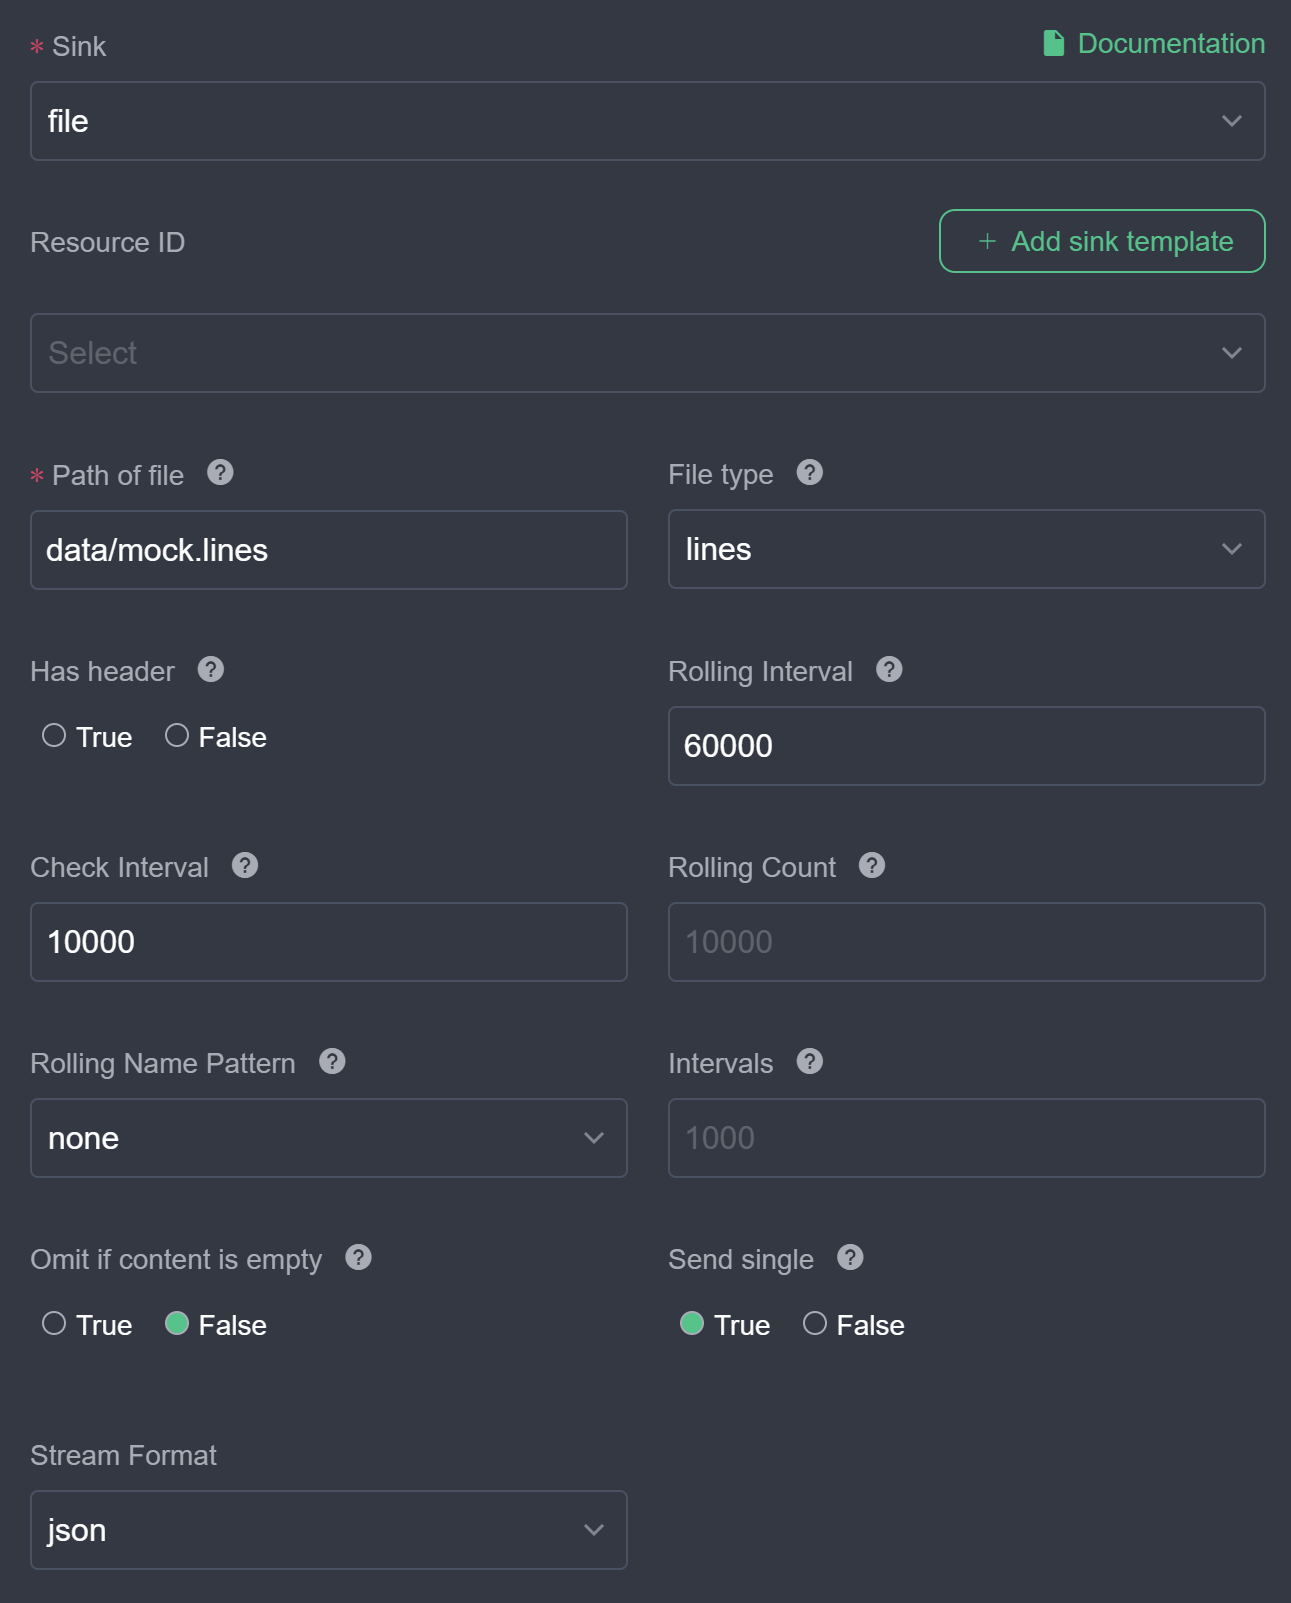 * Sink
Documentation
file
Resource ID
+ Add sink template
Select
* Path of file ?
File type ?
data/mock.lines
lines
Has header ?
Rolling Interval ?
True False
60000
Check Interval ?
Rolling Count ?
10000
10000
Rolling Name Pattern ?
Intervals ?
none
1000
Omit if content is empty ?
Send single ?
True False
True False
Stream Format
json